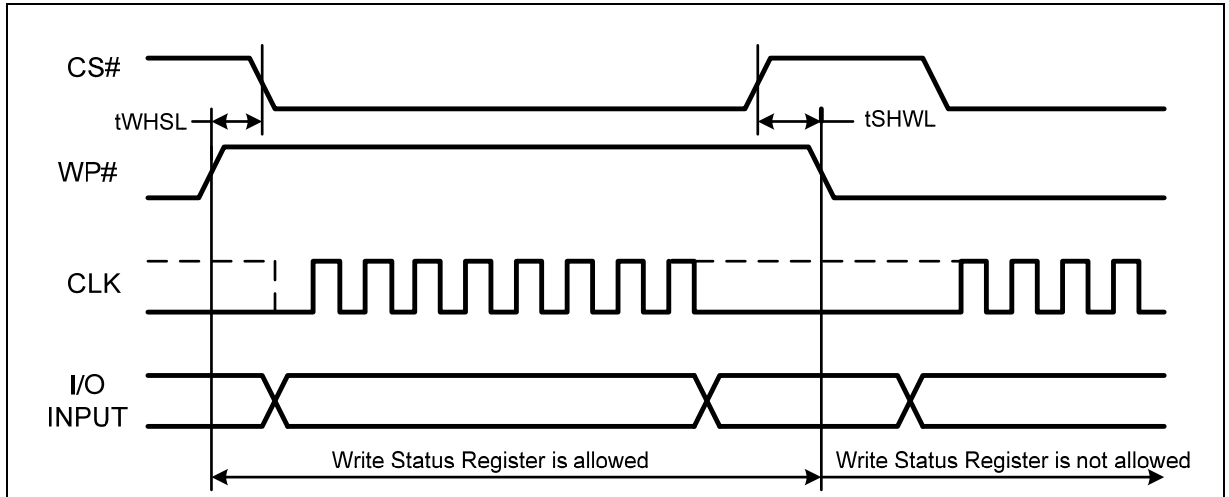 CS#
tWHSL
tSHWL
WP#
CLK
I/O
INPUT
Write Status Register is allowed
Write Status Register is not allowed